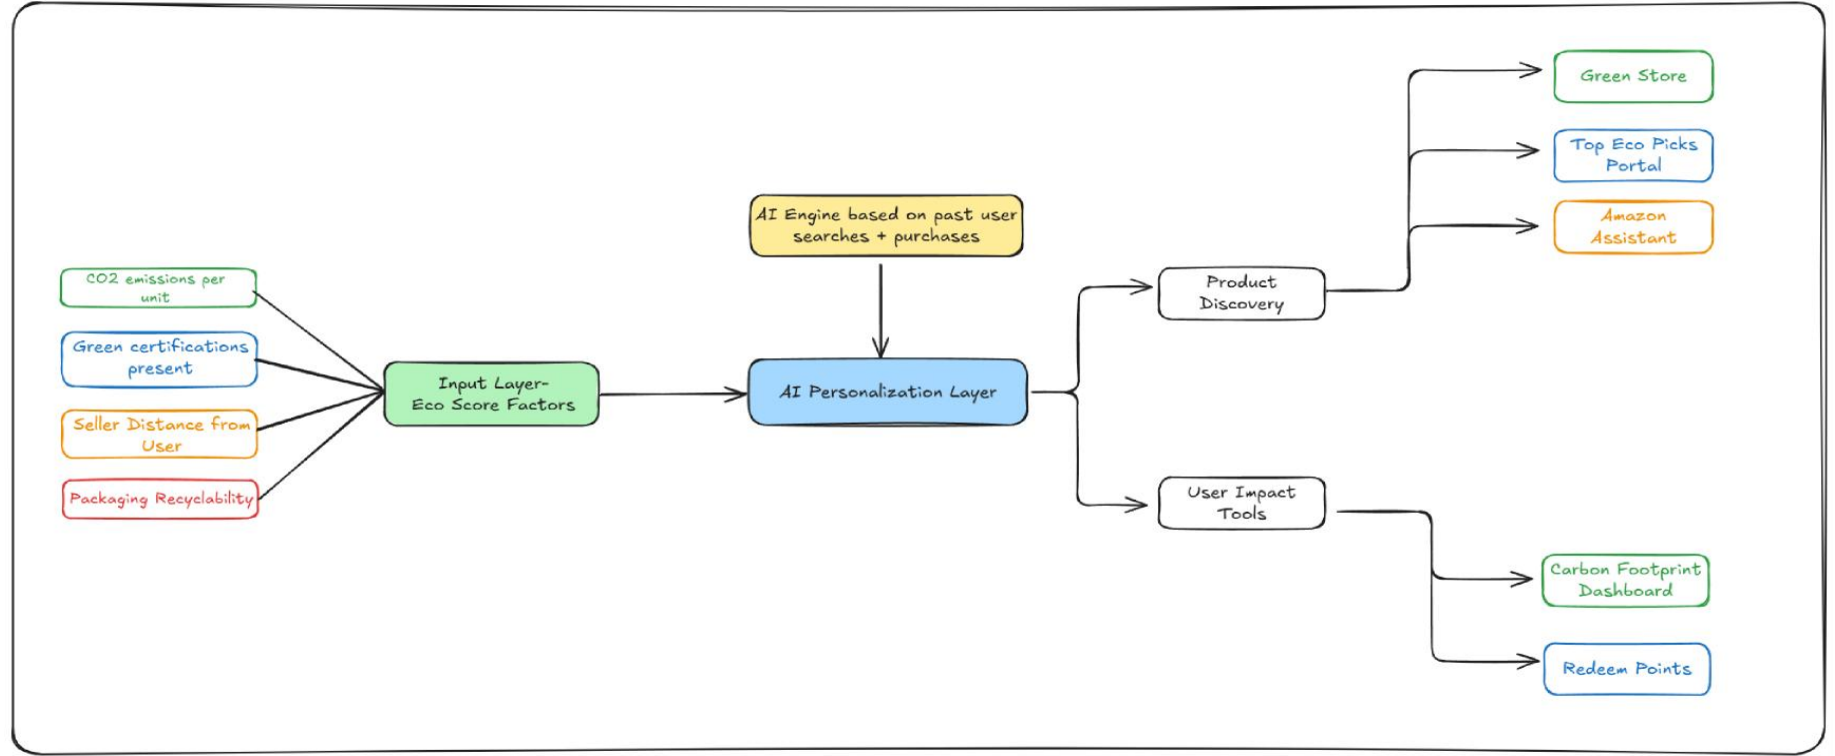 CO2 emissions per
unit
Green certifications
present
Seller Distance from
User
Packaging Recyclability
Input Layer-
Eco Score Factors
AI Engine based on past user
searches + purchases
AI Personalization Layer
Product
Discovery
User Impact
Tools
Green Store
Top Eco Picks
Portal
Amazon
Assistant
Carbon Footprint
Dashboard
Redeem Points